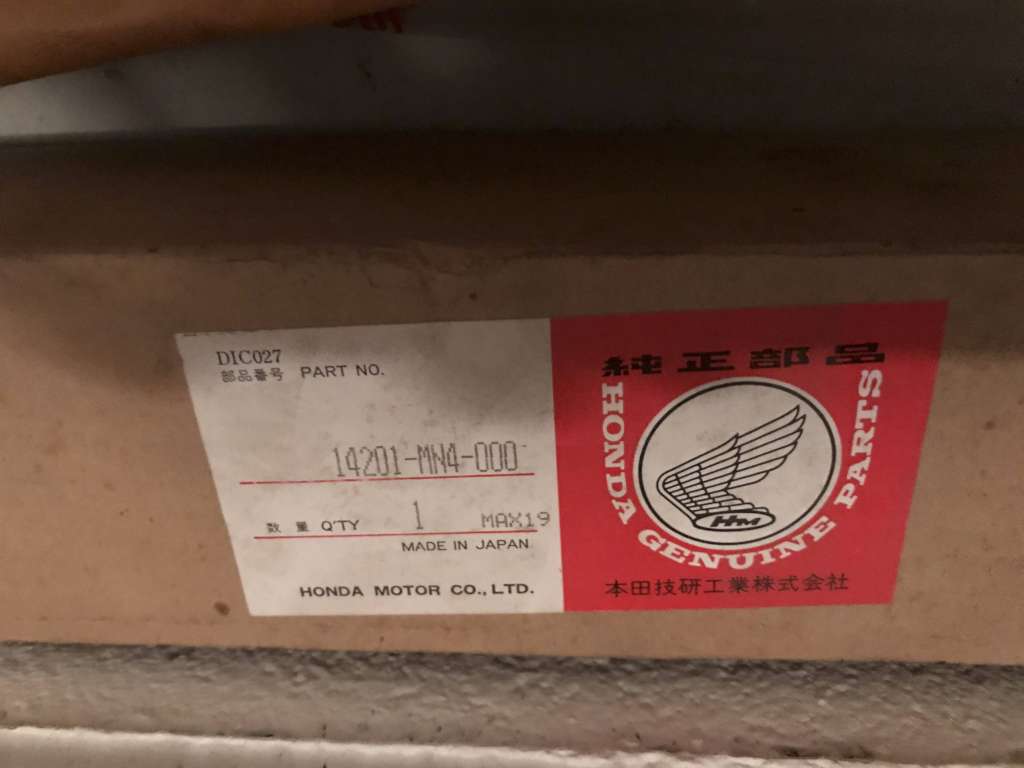 DIC027
部品番号 PART NO.
14201-MN4-000
数量 Q'TY 1 MAX19
MADE IN JAPAN
HONDA MOTOR CO., LTD.
純正部品
HONDA GENUINE PARTS
HM
本田技研工業株式会社